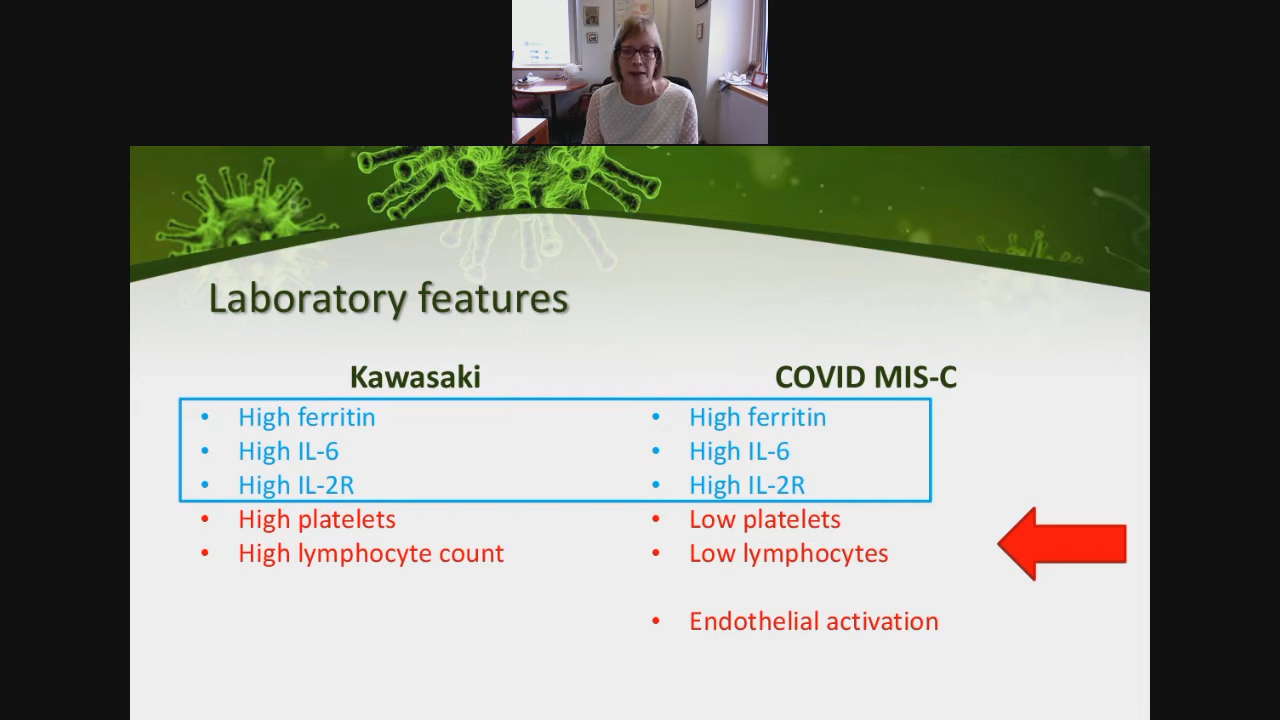 Laboratory features
Kawasaki
• High ferritin
• High IL-6
• High IL-2R
• High platelets
• High lymphocyte count
COVID MIS-C
• High ferritin
• High IL-6
• High IL-2R
• Low platelets
• Low lymphocytes
• Endothelial activation